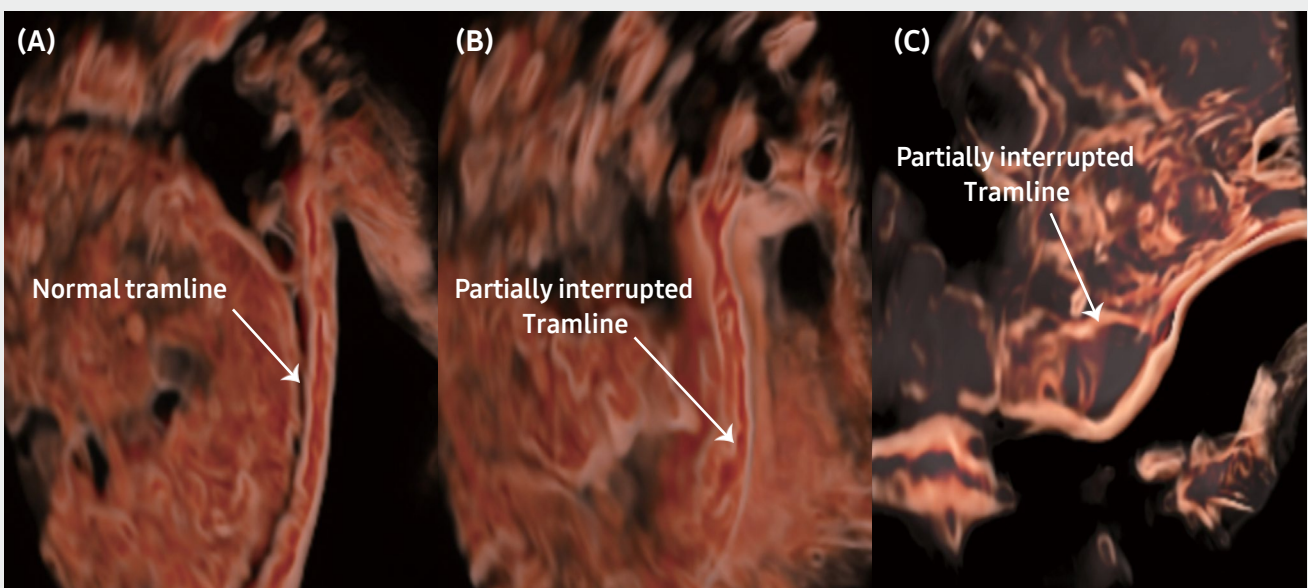 (A)
Normal tramline
(B)
Partially interrupted
Tramline
(C)
Partially interrupted
Tramline